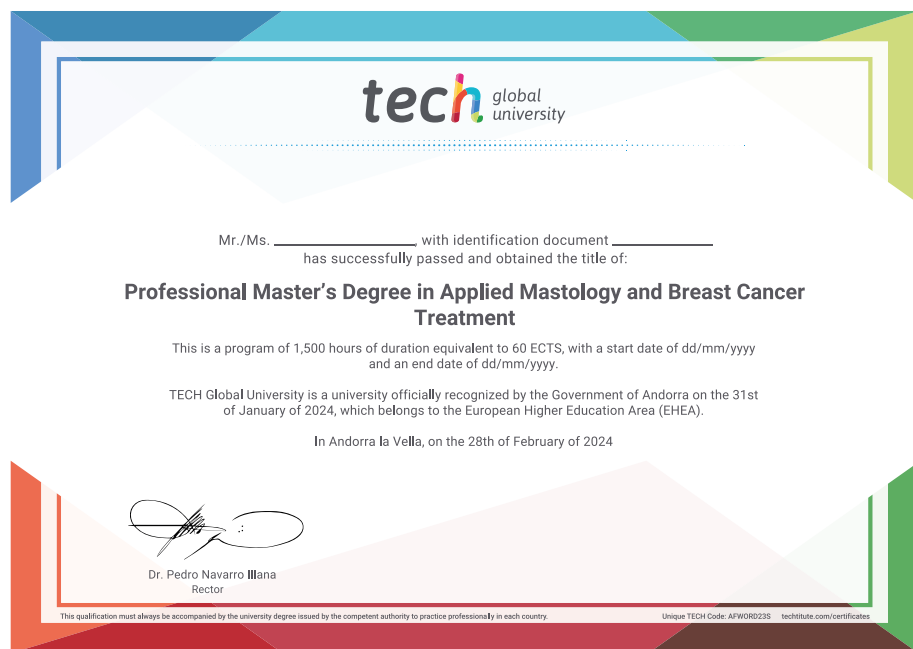 tech global
university
Mr./Ms. ____________________, with identification document ______________
has successfully passed and obtained the title of:
Professional Master’s Degree in Applied Mastology and Breast Cancer
Treatment
This is a program of 1,500 hours of duration equivalent to 60 ECTS, with a start date of dd/mm/yyyy
and an end date of dd/mm/yyyy.
TECH Global University is a university officially recognized by the Government of Andorra on the 31st
of January of 2024, which belongs to the European Higher Education Area (EHEA).
In Andorra la Vella, on the 28th of February of 2024
Dr. Pedro Navarro Illana
Rector
This qualification must always be accompanied by the university degree issued by the competent authority to practice professionally in each country. Unique TECH Code: AFWORD23S techtitute.com/certificates